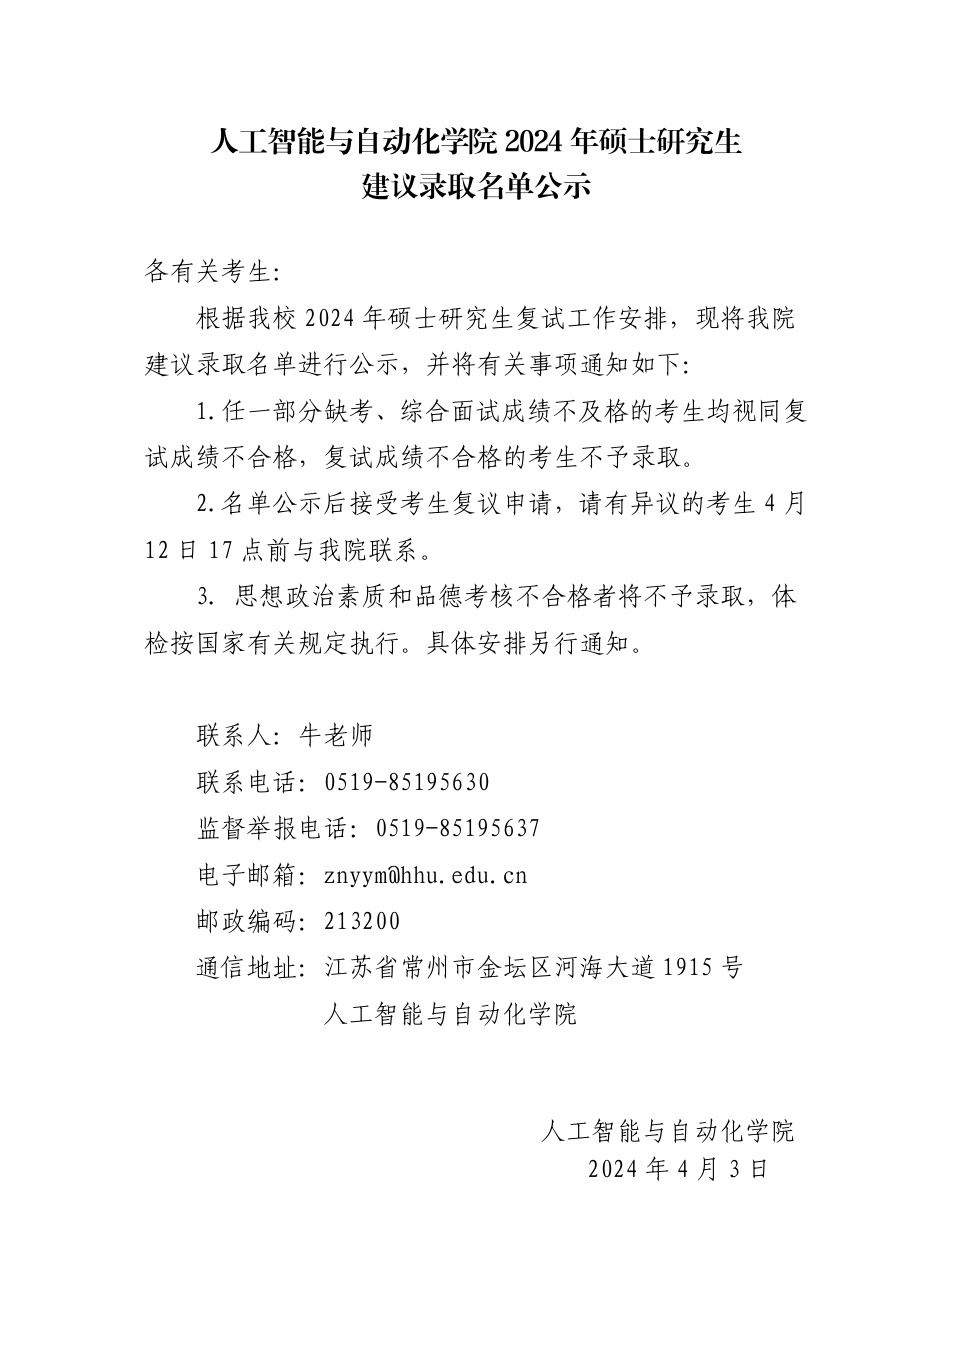 人工智能与自动化学院 2024 年硕士研究生
建议录取名单公示
各有关考生：
根据我校 2024 年硕士研究生复试工作安排，现将我院
建议录取名单进行公示，并将有关事项通知如下：
1.任一部分缺考、综合面试成绩不及格的考生均视同复
试成绩不合格，复试成绩不合格的考生不予录取。
2.名单公示后接受考生复议申请，请有异议的考生 4 月
12 日 17 点前与我院联系。
3. 思想政治素质和品德考核不合格者将不予录取，体
检按国家有关规定执行。具体安排另行通知。
联系人：牛老师
联系电话：0519-85195630
监督举报电话：0519-85195637
电子邮箱：znyym@hhu.edu.cn
邮政编码：213200
通信地址：江苏省常州市金坛区河海大道 1915 号
人工智能与自动化学院
人工智能与自动化学院
2024 年 4 月 3 日